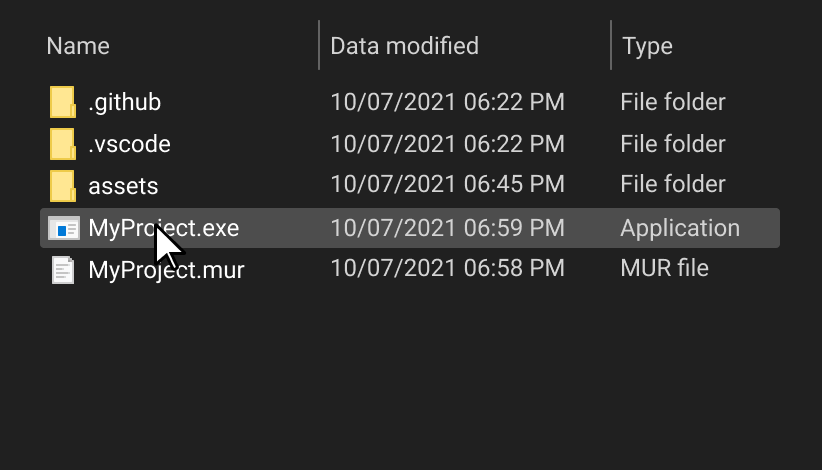 Name Data modified Type
.github 10/07/2021 06:22 PM File folder
.vscode 10/07/2021 06:22 PM File folder
assets 10/07/2021 06:45 PM File folder
MyProject.exe 10/07/2021 06:59 PM Application
MyProject.mur 10/07/2021 06:58 PM MUR file